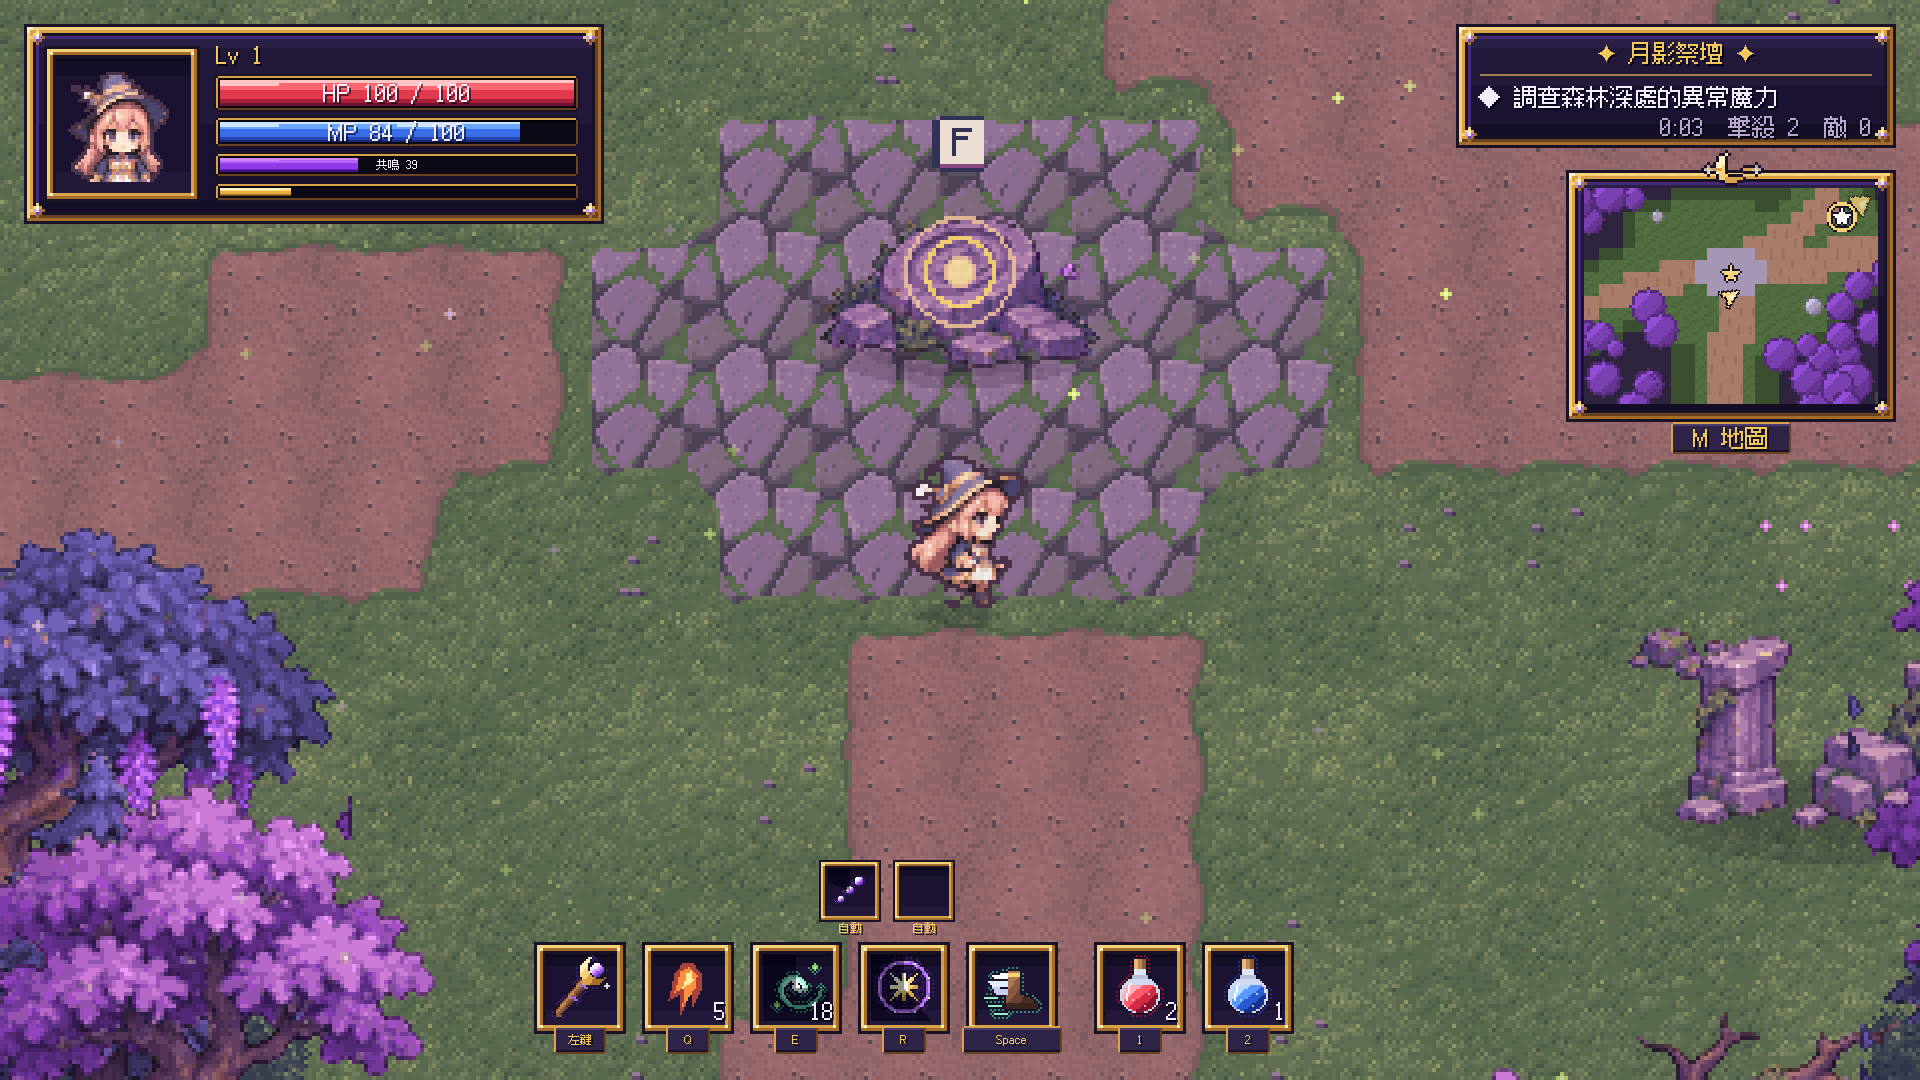 Lv 1
HP 100 / 100
MP 84 / 100
共鳴 39
F
月影祭壇
調查森林深處的異常魔力
0:03 擊殺 2 敵 0
M 地圖
自動
自動
5
18
2
1
左鍵
Q
E
R
Space
1
2